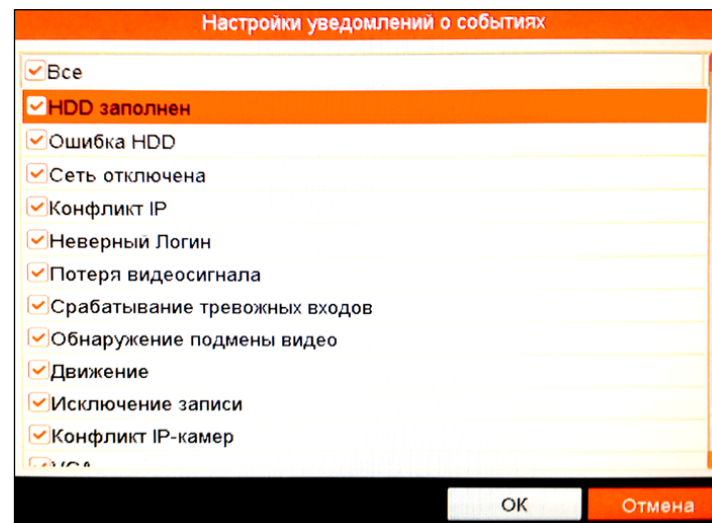 Настройки уведомлений о событиях
Все
HDD заполнен
Ошибка HDD
Сеть отключена
Конфликт IP
Неверный Логин
Потеря видеосигнала
Срабатывание тревожных входов
Обнаружение подмены видео
Движение
Исключение записи
Конфликт IP-камер
ОК
Отмена